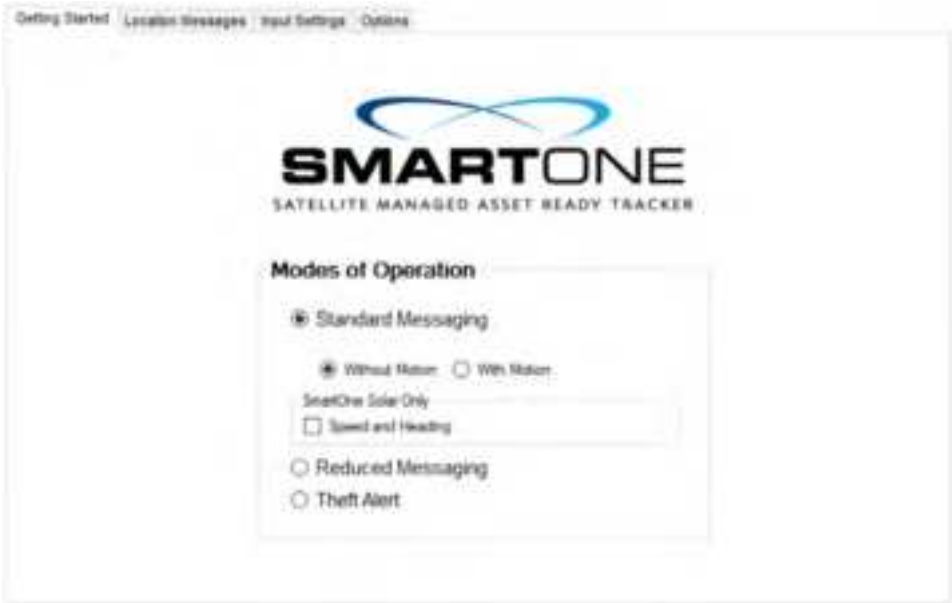 Getting Started Location Messages Input Settings Options
SMARTONE
SATELLITE MANAGED ASSET READY TRACKER
Modes of Operation
Standard Messaging
Without Motion With Motion
SmartOne Solar Only
Speed and Heading
Reduced Messaging
Theft Alert